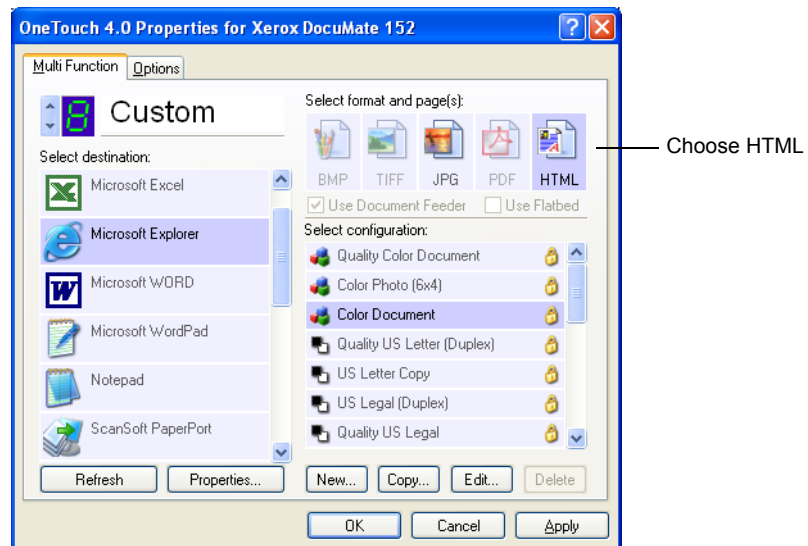 OneTouch 4.0 Properties for Xerox DocuMate 152
Multi Function
Options
8
Custom
Select destination:
Microsoft Excel
Microsoft Explorer
Microsoft WORD
Microsoft WordPad
Notepad
ScanSoft PaperPort
Refresh
Properties...
Select format and page(s):
BMP TIFF JPG PDF HTML
Use Document Feeder
Use Flatbed
Select configuration:
Quality Color Document
Color Photo (6x4)
Color Document
Quality US Letter (Duplex)
US Letter Copy
US Legal (Duplex)
Quality US Legal
New...
Copy...
Edit...
Delete
OK
Cancel
Apply
Choose HTML